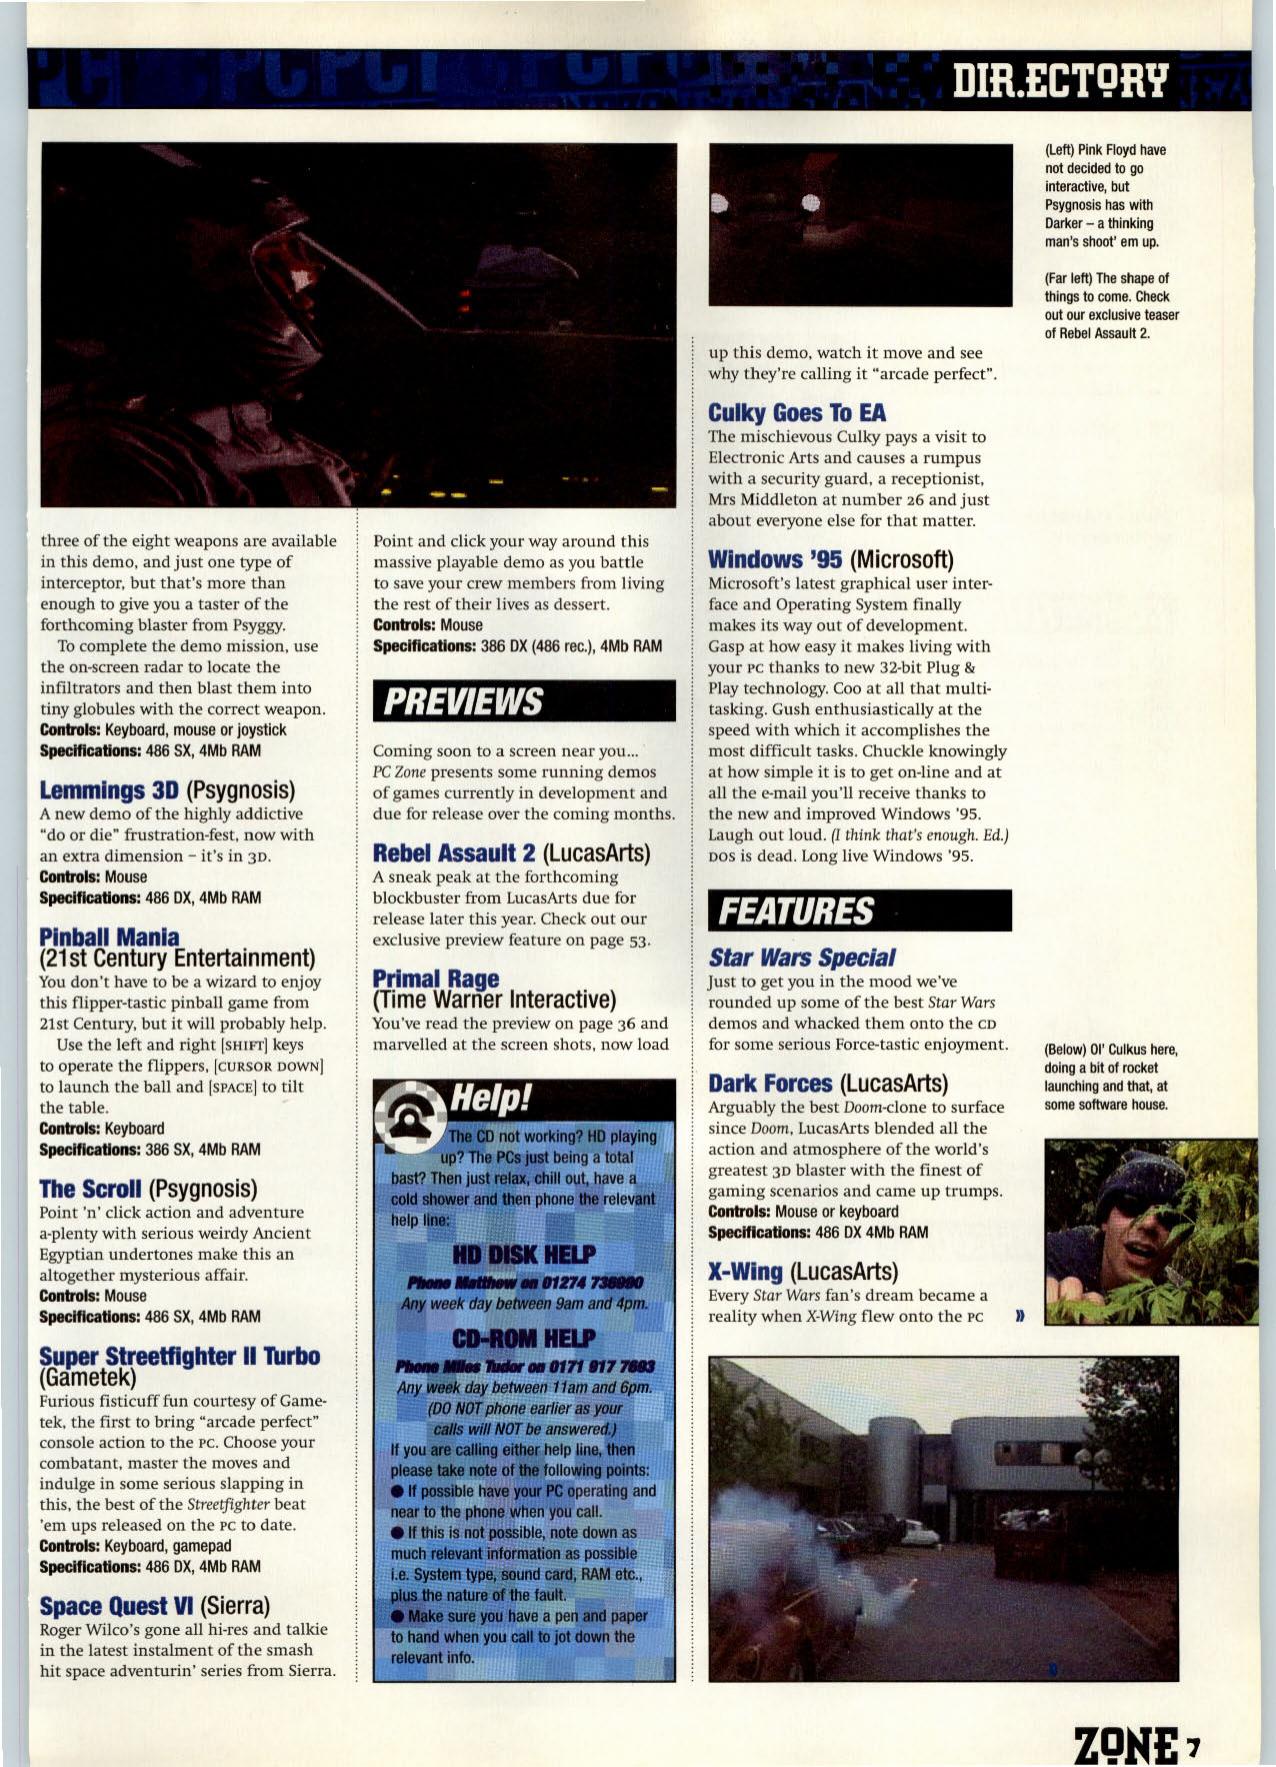 DIR.ECTORY
(Left) Pink Floyd have
not decided to go
interactive, but
Psygnosis has with
Darker – a thinking
man's shoot' em up.
(Far left) The shape of
things to come. Check
out our exclusive teaser
of Rebel Assault 2.
three of the eight weapons are available
in this demo, and just one type of
interceptor, but that's more than
enough to give you a taster of the
forthcoming blaster from Psyggy.
To complete the demo mission, use
the on-screen radar to locate the
infiltrators and then blast them into
tiny globules with the correct weapon.
Controls: Keyboard, mouse or joystick
Specifications: 486 SX, 4Mb RAM
Lemmings 3D (Psygnosis)
A new demo of the highly addictive
“do or die” frustration-fest, now with
an extra dimension – it's in 3D.
Controls: Mouse
Specifications: 486 DX, 4Mb RAM
Pinball Mania
(21st Century Entertainment)
You don't have to be a wizard to enjoy
this flipper-tastic pinball game from
21st Century, but it will probably help.
Use the left and right [SHIFT] keys
to operate the flippers, [CURSOR DOWN]
to launch the ball and [SPACE] to tilt
the table.
Controls: Keyboard
Specifications: 386 SX, 4Mb RAM
The Scroll (Psygnosis)
Point 'n' click action and adventure
a-plenty with serious weirdy Ancient
Egyptian undertones make this an
altogether mysterious affair.
Controls: Mouse
Specifications: 486 SX, 4Mb RAM
Super Streetfighter II Turbo
(Gametek)
Furious fisticuff fun courtesy of Game-
tek, the first to bring “arcade perfect”
console action to the PC. Choose your
combatant, master the moves and
indulge in some serious slapping in
this, the best of the Streetfighter beat
'em ups released on the PC to date.
Controls: Keyboard, gamepad
Specifications: 486 DX, 4Mb RAM
Space Quest VI (Sierra)
Roger Wilco's gone all hi-res and talkie
in the latest instalment of the smash
hit space adventurin' series from Sierra.
Point and click your way around this
massive playable demo as you battle
to save your crew members from living
the rest of their lives as dessert.
Controls: Mouse
Specifications: 386 DX (486 rec.), 4Mb RAM
PREVIEWS
Coming soon to a screen near you...
PC Zone presents some running demos
of games currently in development and
due for release over the coming months.
Rebel Assault 2 (LucasArts)
A sneak peak at the forthcoming
blockbuster from LucasArts due for
release later this year. Check out our
exclusive preview feature on page 53.
Primal Rage
(Time Warner Interactive)
You've read the preview on page 36 and
marvelled at the screen shots, now load
Help!
The CD not working? HD playing
up? The PCs just being a total
bast? Then just relax, chill out, have a
cold shower and then phone the relevant
help line:
HD DISK HELP
Phone Matthew on 01274 736990
Any week day between 9am and 4pm.
CD-ROM HELP
Phone Miles Tudor on 0171 917 7693
Any week day between 11am and 6pm.
(DO NOT phone earlier as your
calls will NOT be answered.)
If you are calling either help line, then
please take note of the following points:
● If possible have your PC operating and
near to the phone when you call.
● If this is not possible, note down as
much relevant information as possible
i.e. System type, sound card, RAM etc.,
plus the nature of the fault.
● Make sure you have a pen and paper
to hand when you call to jot down the
relevant info.
up this demo, watch it move and see
why they're calling it “arcade perfect”.
Culky Goes To EA
The mischievous Culky pays a visit to
Electronic Arts and causes a rumpus
with a security guard, a receptionist,
Mrs Middleton at number 26 and just
about everyone else for that matter.
Windows '95 (Microsoft)
Microsoft's latest graphical user inter-
face and Operating System finally
makes its way out of development.
Gasp at how easy it makes living with
your PC thanks to new 32-bit Plug &
Play technology. Coo at all that multi-
tasking. Gush enthusiastically at the
speed with which it accomplishes the
most difficult tasks. Chuckle knowingly
at how simple it is to get on-line and at
all the e-mail you'll receive thanks to
the new and improved Windows '95.
Laugh out loud. (I think that's enough. Ed.)
DOS is dead. Long live Windows '95.
FEATURES
Star Wars Special
Just to get you in the mood we've
rounded up some of the best Star Wars
demos and whacked them onto the CD
for some serious Force-tastic enjoyment.
Dark Forces (LucasArts)
Arguably the best Doom-clone to surface
since Doom, LucasArts blended all the
action and atmosphere of the world's
greatest 3D blaster with the finest of
gaming scenarios and came up trumps.
Controls: Mouse or keyboard
Specifications: 486 DX 4Mb RAM
X-Wing (LucasArts)
Every Star Wars fan's dream became a
reality when X-Wing flew onto the PC »
(Below) Ol' Culkus here,
doing a bit of rocket
launching and that, at
some software house.
ZONE 7